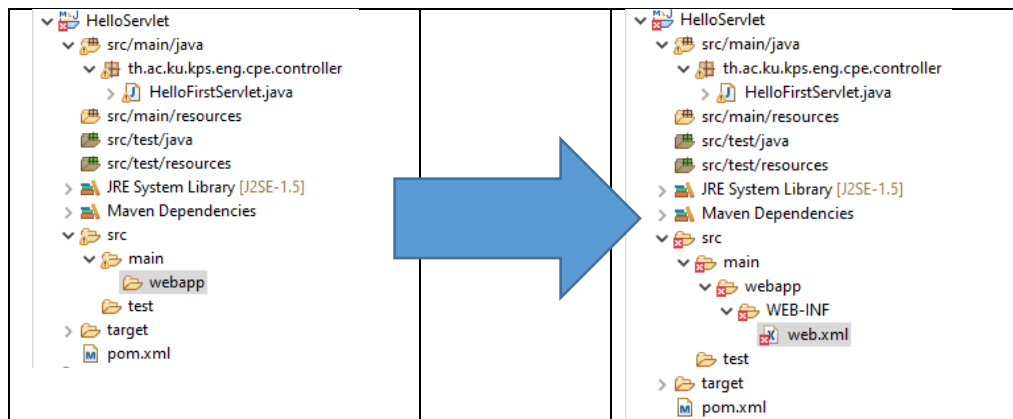 HelloServlet
src/main/java
th.ac.ku.kps.eng.cpe.controller
HelloFirstServlet.java
src/main/resources
src/test/java
src/test/resources
JRE System Library [J2SE-1.5]
Maven Dependencies
src
main
webapp
test
target
pom.xml
HelloServlet
src/main/java
th.ac.ku.kps.eng.cpe.controller
HelloFirstServlet.java
src/main/resources
src/test/java
src/test/resources
JRE System Library [J2SE-1.5]
Maven Dependencies
src
main
webapp
WEB-INF
web.xml
test
target
pom.xml